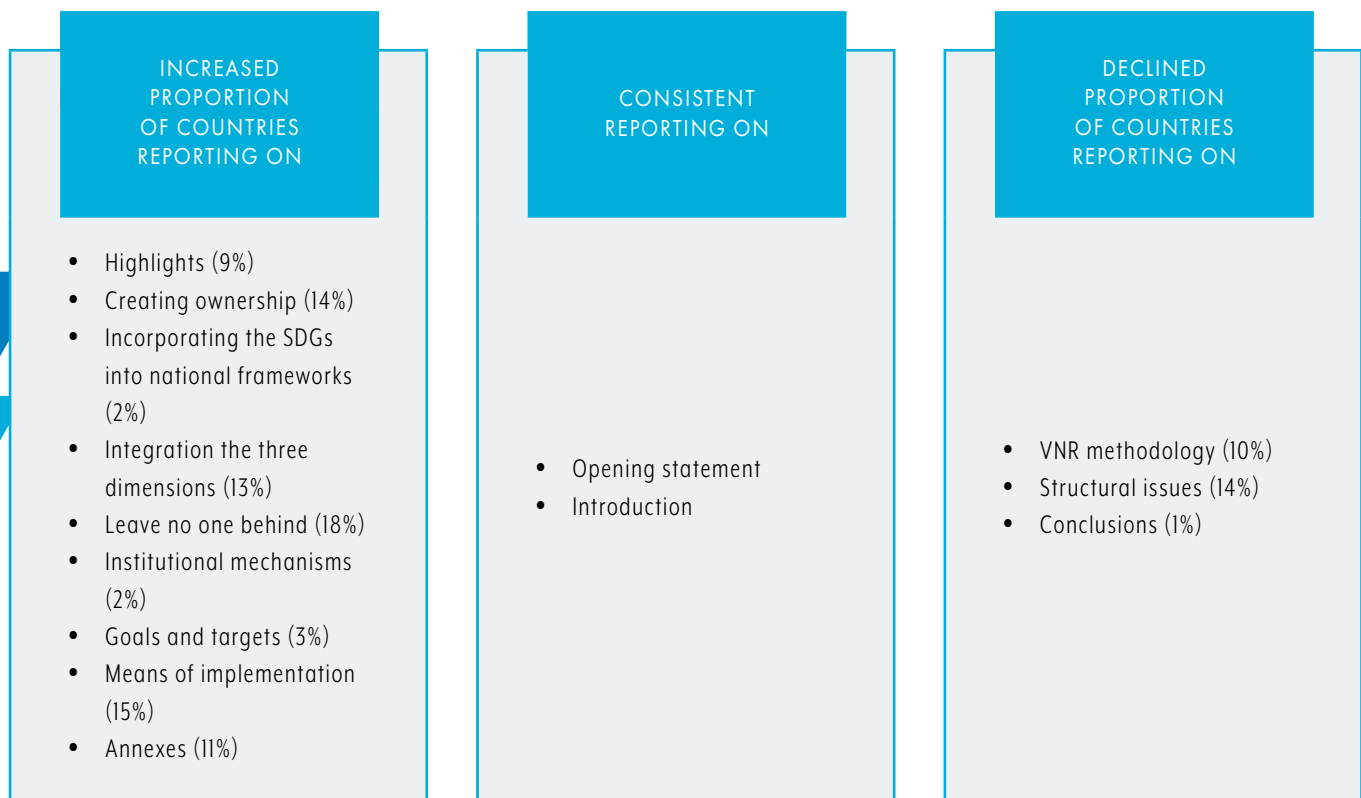 INCREASED
PROPORTION
OF COUNTRIES
REPORTING ON
• Highlights (9%)
• Creating ownership (14%)
• Incorporating the SDGs
into national frameworks
(2%)
• Integration the three
dimensions (13%)
• Leave no one behind (18%)
• Institutional mechanisms
(2%)
• Goals and targets (3%)
• Means of implementation
(15%)
• Annexes (11%)
CONSISTENT
REPORTING ON
• Opening statement
• Introduction
DECLINED
PROPORTION
OF COUNTRIES
REPORTING ON
• VNR methodology (10%)
• Structural issues (14%)
• Conclusions (1%)